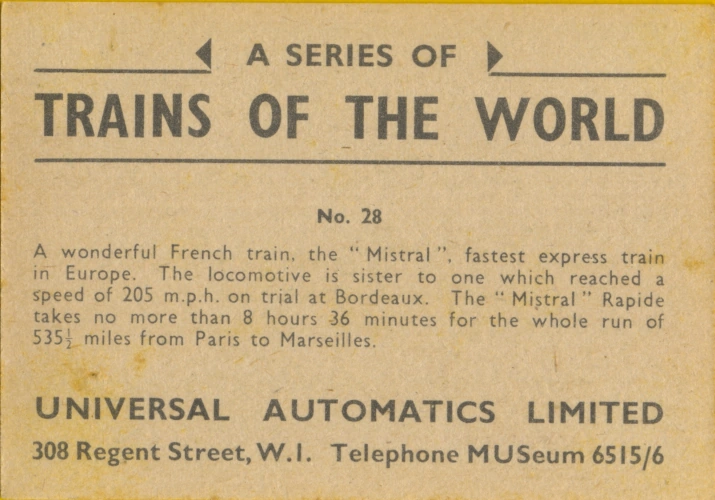 A SERIES OF
TRAINS OF THE WORLD
No. 28
A wonderful French train, the "Mistral", fastest express train
in Europe. The locomotive is sister to one which reached a
speed of 205 m.p.h. on trial at Bordeaux. The "Mistral" Rapide
takes no more than 8 hours 36 minutes for the whole run of
535½ miles from Paris to Marseilles.
UNIVERSAL AUTOMATICS LIMITED
308 Regent Street, W.1. Telephone MUSeum 6515/6